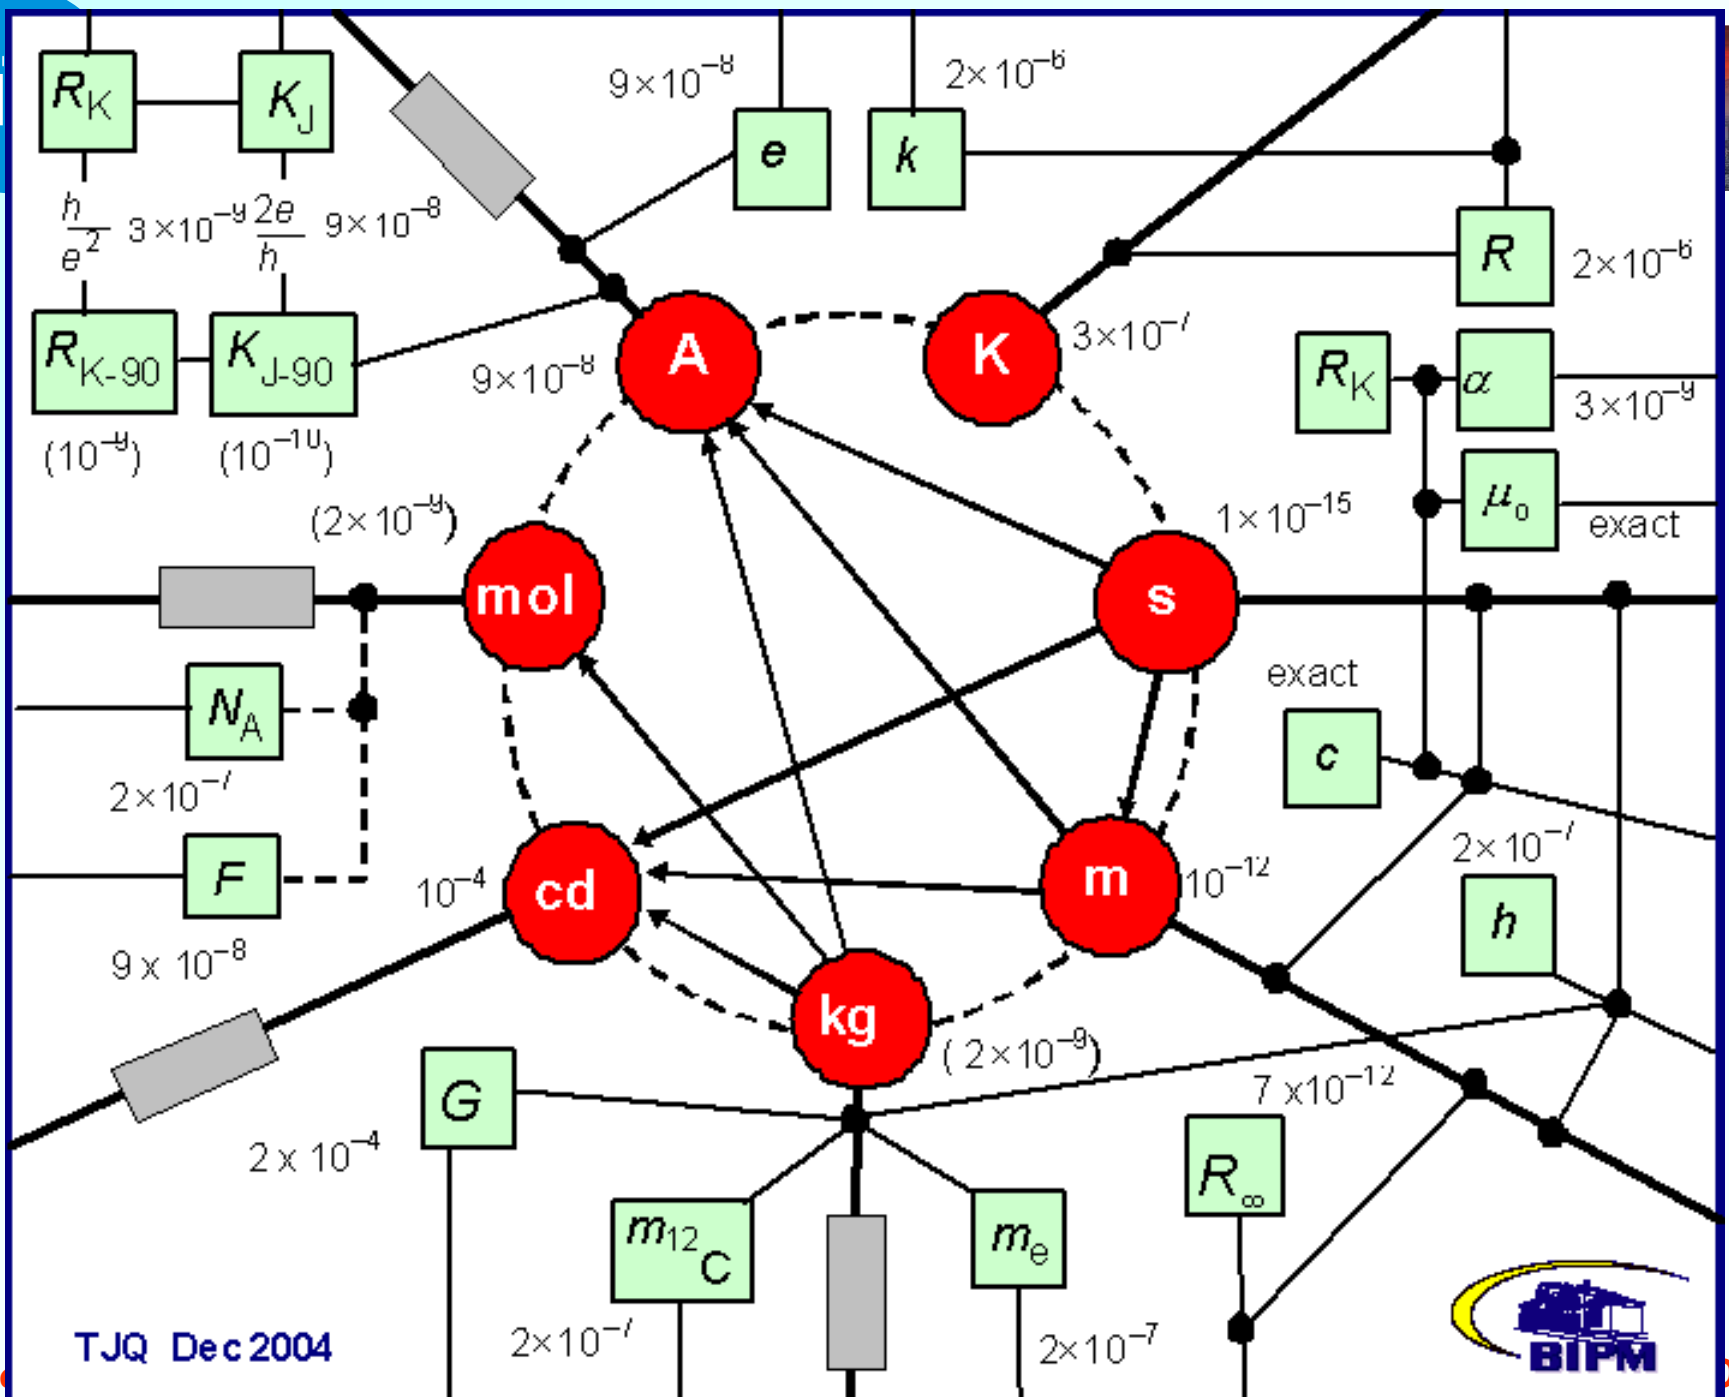 R_K
K_J
9×10⁻⁸
2×10⁻⁶
e
k
h/e²
3×10⁻⁹
2e/h
9×10⁻⁸
R
2×10⁻⁶
R_K-90
K_J-90
(10⁻⁹)
(10⁻¹⁰)
9×10⁻⁸
A
K
3×10⁻⁷
R_K
α
3×10⁻⁹
(2×10⁻⁹)
1×10⁻¹⁵
μ₀
exact
mol
s
N_A
2×10⁻⁷
exact
c
F
9 x 10⁻⁸
10⁻⁴
cd
m
10⁻¹²
2×10⁻⁷
h
kg
( 2×10⁻⁹)
7 x10⁻¹²
G
2 x 10⁻⁴
R_∞
m₁₂C
m_e
2×10⁻⁷
2×10⁻⁷
TJQ Dec 2004
BIPM